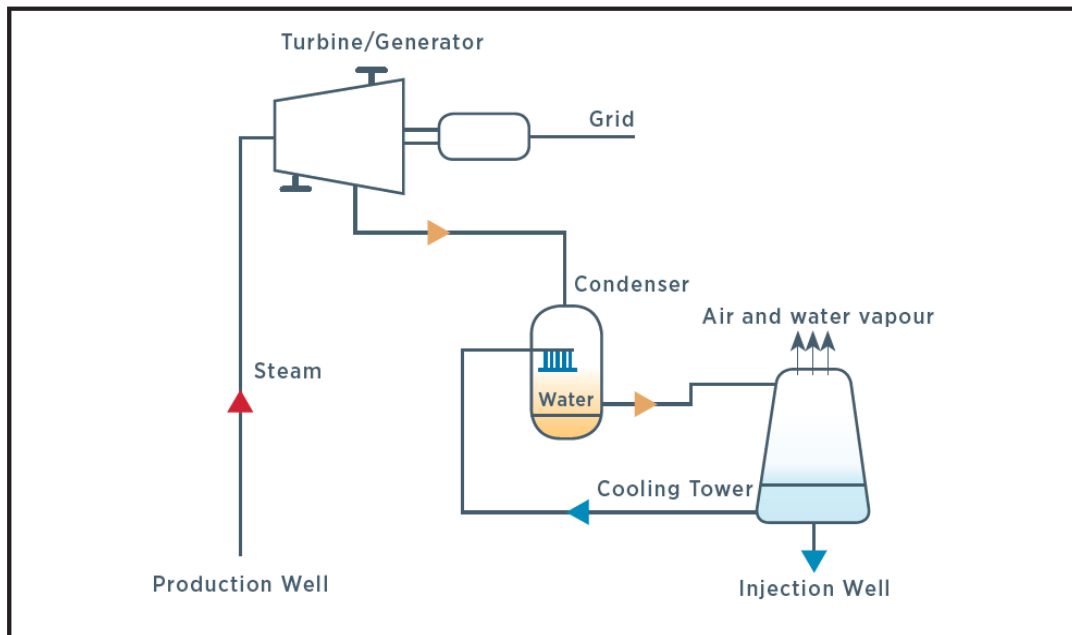 Turbine/Generator
Grid
Condenser
Air and water vapour
Steam
Water
Cooling Tower
Production Well
Injection Well